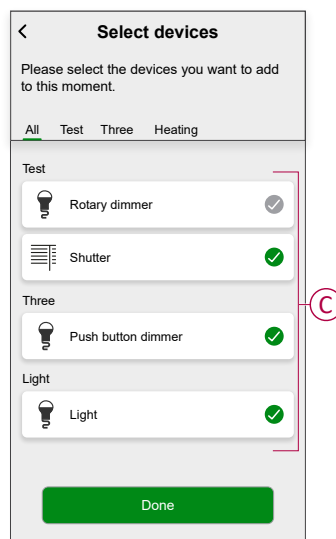 Select devices
Please select the devices you want to add
to this moment.
All Test Three Heating
Test
Rotary dimmer
Shutter
Three
Push button dimmer
Light
Light
Done
C